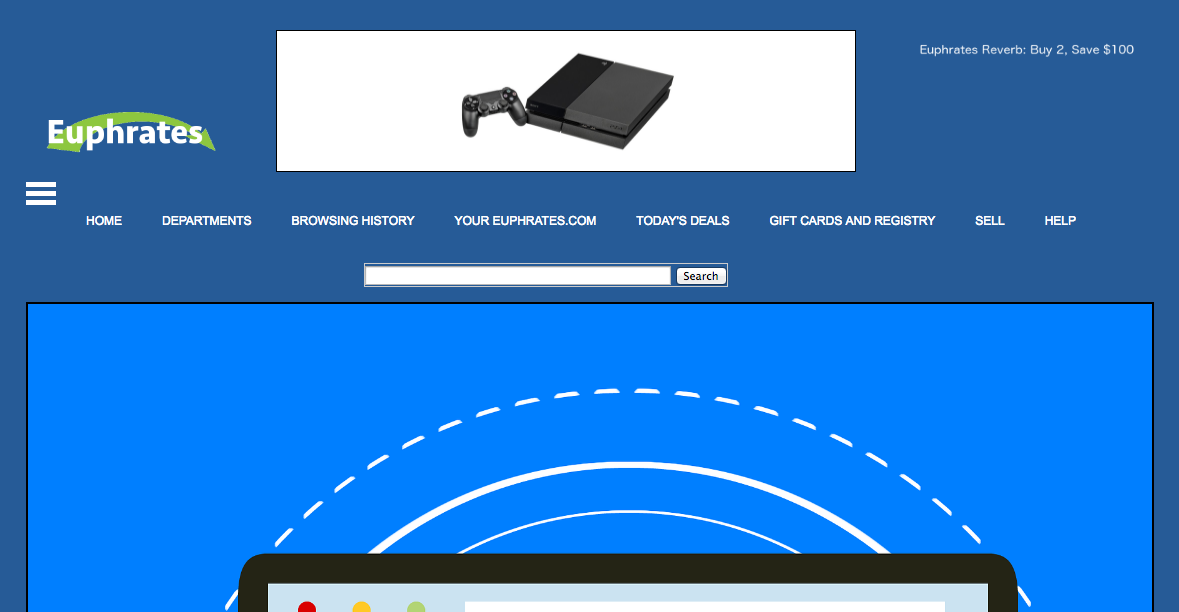 Euphrates Reverb: Buy 2, Save $100
Euphrates
HOME DEPARTMENTS BROWSING HISTORY YOUR EUPHRATES.COM TODAY'S DEALS GIFT CARDS AND REGISTRY SELL HELP
Search